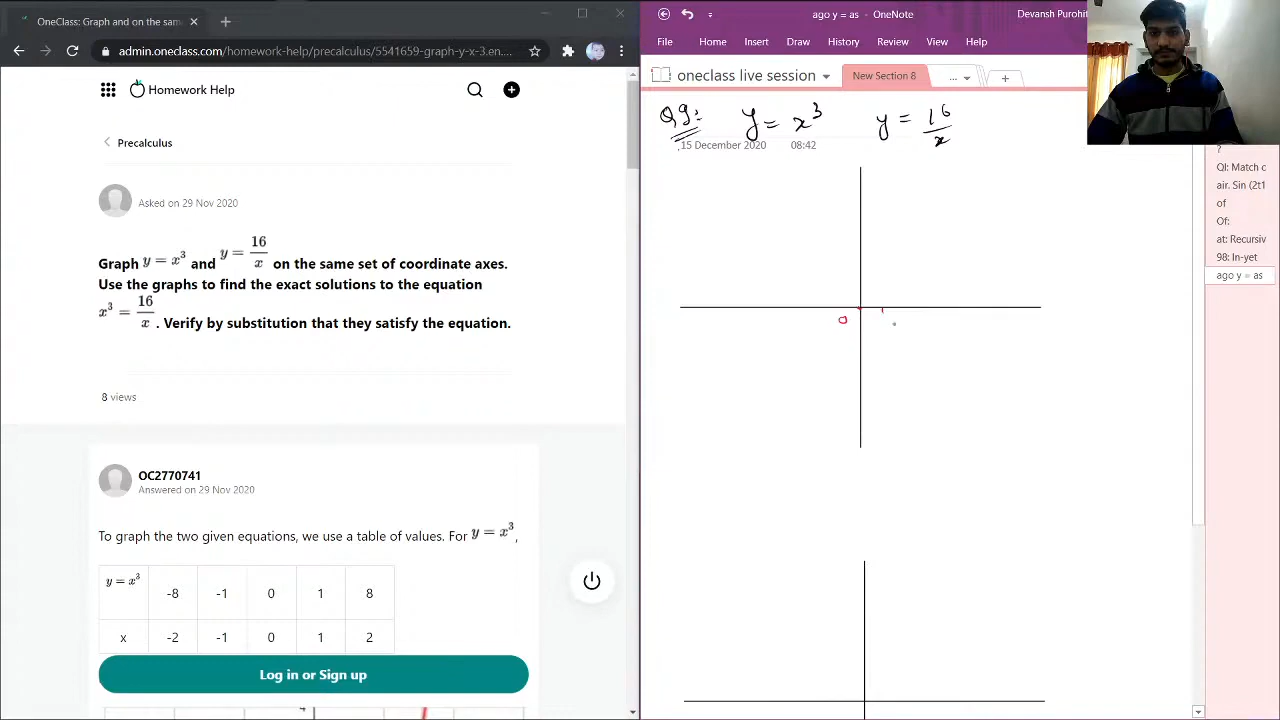 OneClass: Graph and on the same
admin.oneclass.com/homework-help/precalculus/5541659-graph-y-x-3.en....
Homework Help
Precalculus
Asked on 29 Nov 2020
Graph y = x³ and y = 16/x on the same set of coordinate axes.
Use the graphs to find the exact solutions to the equation
x³ = 16/x. Verify by substitution that they satisfy the equation.
8 views
OC2770741
Answered on 29 Nov 2020
To graph the two given equations, we use a table of values. For y = x³,
y = x³ -8 -1 0 1 8
x -2 -1 0 1 2
Log in or Sign up
ago y = as - OneNote
Devansh Purohit
File Home Insert Draw History Review View Help
oneclass live session
New Section 8
...
y = x³ y = 16/x
15 December 2020 08:42
0
?
QI: Match c
air. Sin (2t1
of
Of:
at: Recursiv
98: In-yet
ago y = as